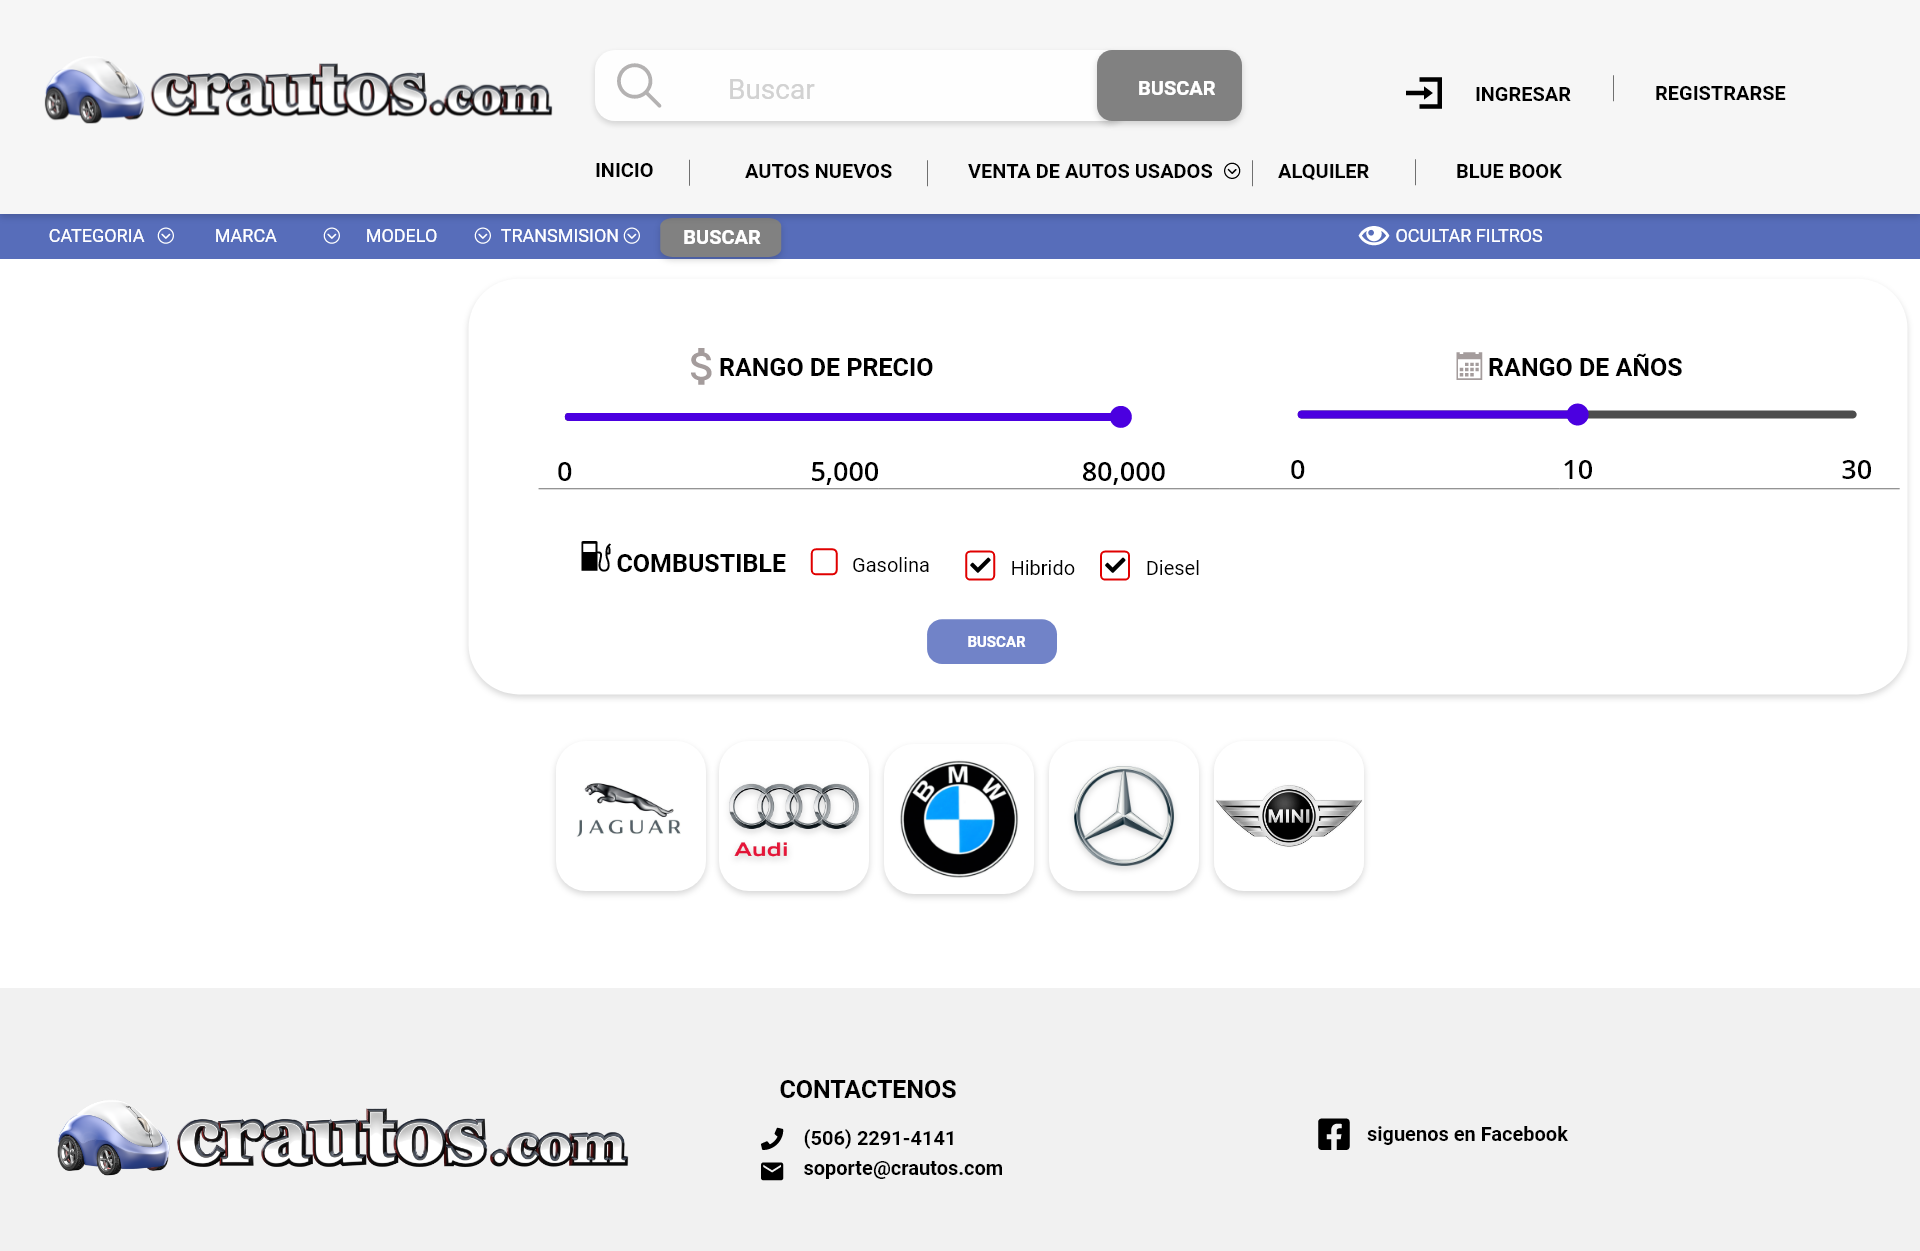 crautos.com
Buscar
BUSCAR
INGRESAR
REGISTRARSE
INICIO
AUTOS NUEVOS
VENTA DE AUTOS USADOS
ALQUILER
BLUE BOOK
CATEGORIA
MARCA
MODELO
TRANSMISION
BUSCAR
OCULTAR FILTROS
$ RANGO DE PRECIO
RANGO DE AÑOS
0
5,000
80,000
0
10
30
COMBUSTIBLE
Gasolina
Hibrido
Diesel
BUSCAR
JAGUAR
Audi
BMW
MINI
crautos.com
CONTACTENOS
(506) 2291-4141
soporte@crautos.com
siguenos en Facebook